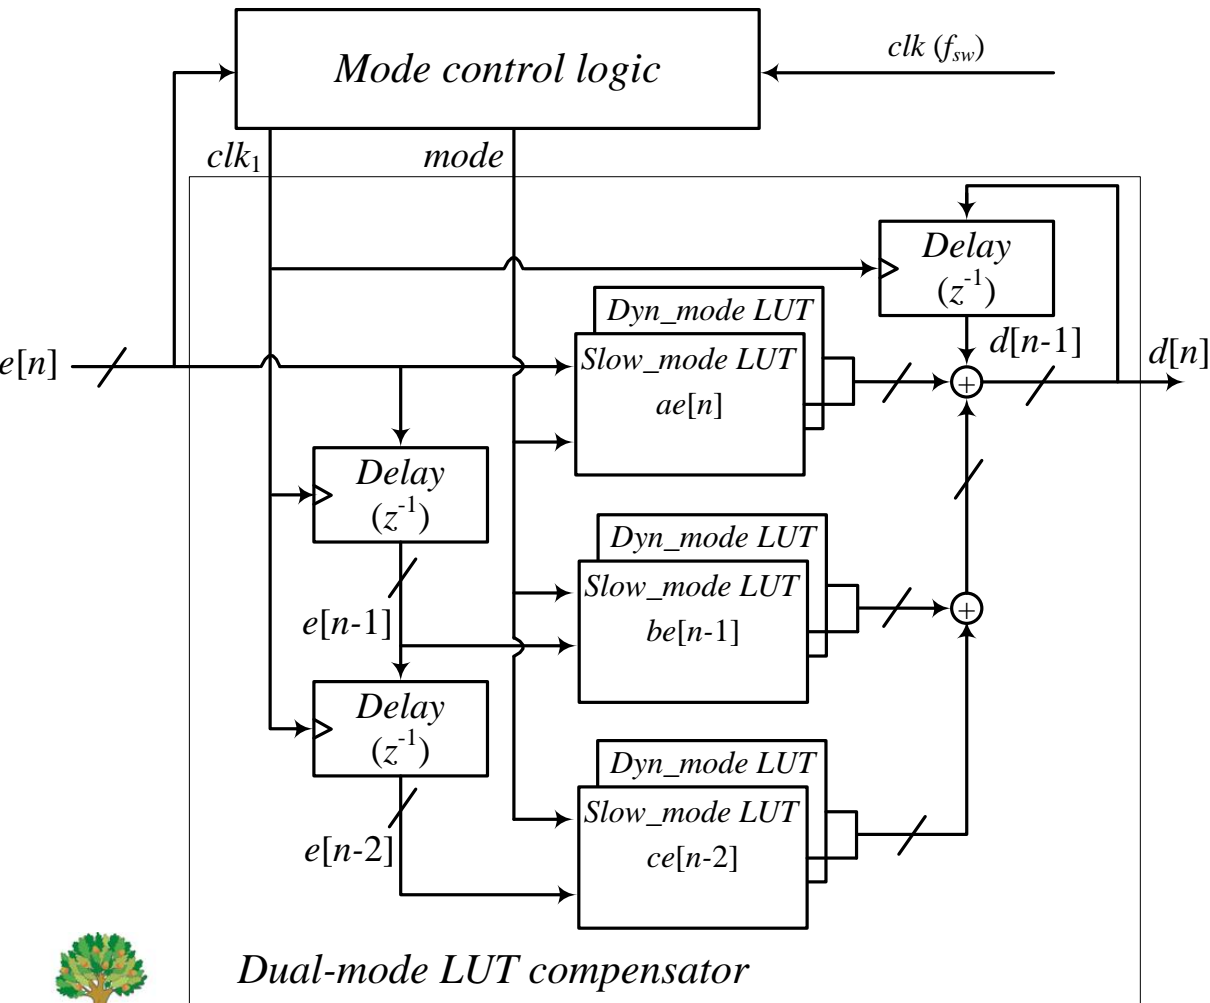 clk (f_sw)
Mode control logic
clk₁
mode
Delay
(z⁻¹)
Dyn_mode LUT
e[n]
Slow_mode LUT
d[n-1]
d[n]
ae[n]
Delay
(z⁻¹)
Dyn_mode LUT
Slow_mode LUT
e[n-1]
be[n-1]
Delay
(z⁻¹)
Dyn_mode LUT
Slow_mode LUT
e[n-2]
ce[n-2]
Dual-mode LUT compensator